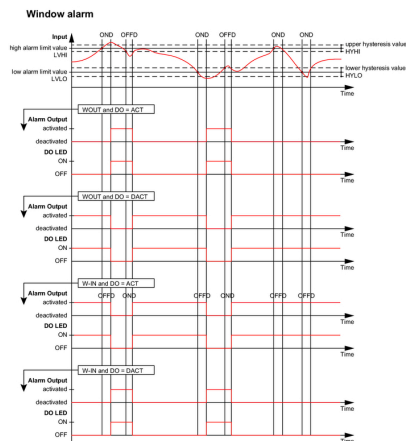 Window alarm
Input
OND OFFD OND OFFD OND OND
high alarm limit value
LVHI
upper hysteresis value
HYHI
low alarm limit value
LVLO
lower hysteresis value
HYLO
Time
WOUT and DO = ACT
Alarm Output
activated
deactivated
Time
DO LED
ON
OFF
Time
WOUT and DO = DACT
Alarm Output
activated
deactivated
Time
DO LED
ON
OFF
Time
W-IN and DO = ACT
Alarm Output
OFFD OND OFFD OND OFFD OFFD
activated
deactivated
Time
DO LED
ON
OFF
Time
W-IN and DO = DACT
Alarm Output
activated
deactivated
Time
DO LED
ON
OFF
Time